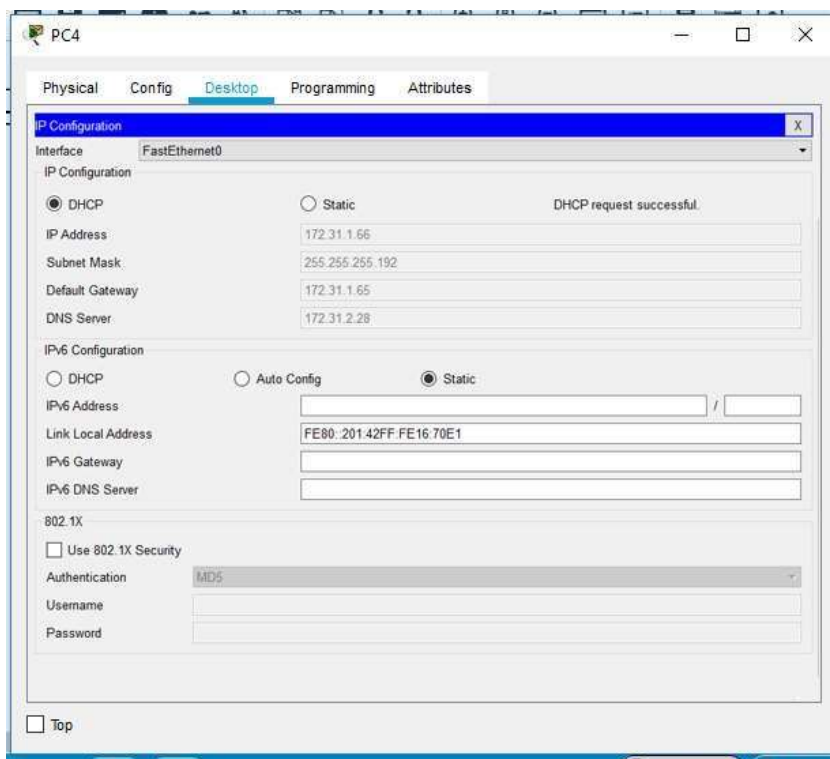 PC4
Physical Config Desktop Programming Attributes
IP Configuration X
Interface FastEthernet0
IP Configuration
DHCP Static DHCP request successful.
IP Address 172.31.1.66
Subnet Mask 255.255.255.192
Default Gateway 172.31.1.65
DNS Server 172.31.2.28
IPv6 Configuration
DHCP Auto Config Static
IPv6 Address /
Link Local Address FE80::201:42FF:FE16:70E1
IPv6 Gateway
IPv6 DNS Server
802.1X
Use 802.1X Security
Authentication MD5
Username
Password
Top